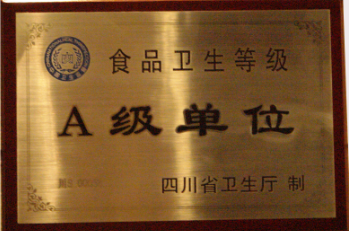 食品卫生等级
A级单位
四川省卫生厅 制